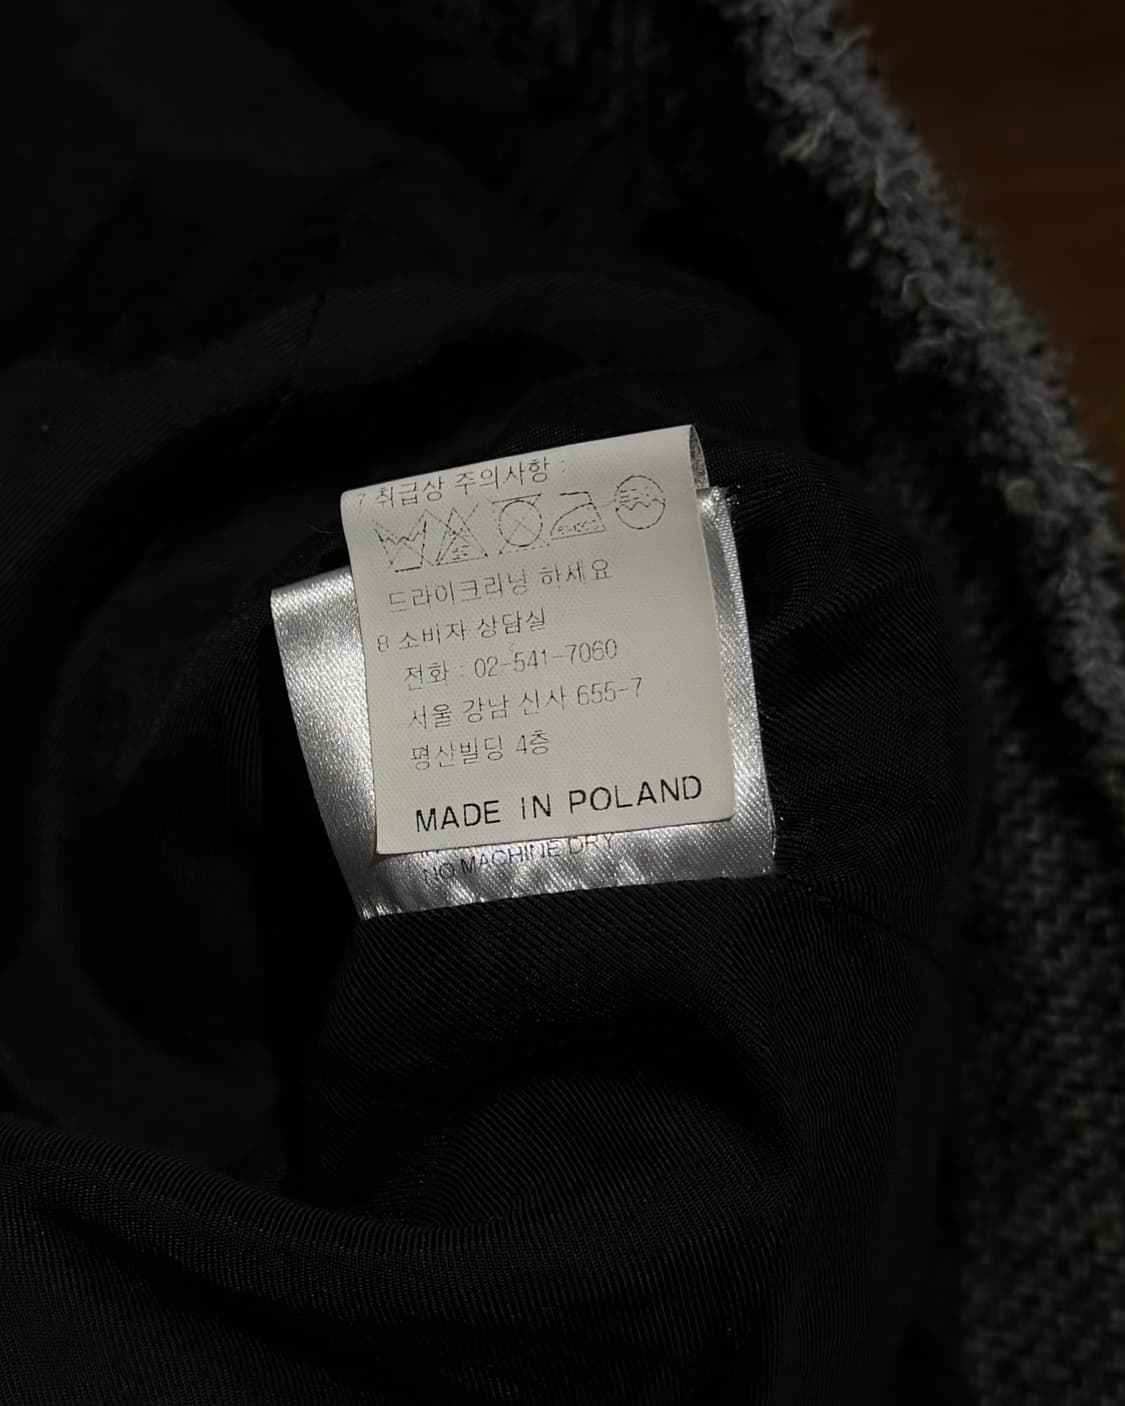 7 취급상 주의사항 :
드라이크리닝 하세요
8 소비자 상담실
전화 : 02-541-7060
서울 강남 신사 655-7
평산빌딩 4층
MADE IN POLAND
NO MACHINE DRY